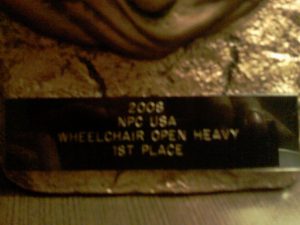 2008
NPC USA
WHEELCHAIR OPEN HEAVY
1ST PLACE